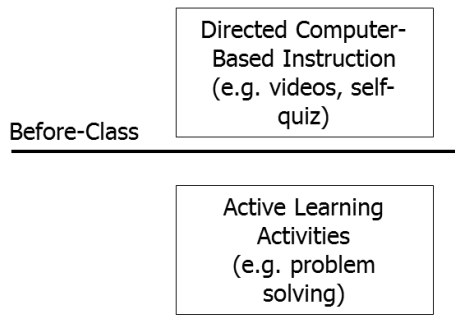 Directed Computer-
Based Instruction
(e.g. videos, self-
quiz)
Before-Class
Active Learning
Activities
(e.g. problem
solving)